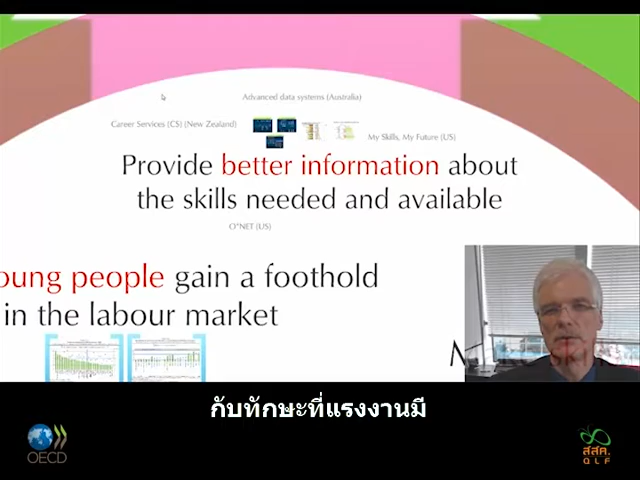 Advanced data systems (Australia)
Career Services (CS) (New Zealand)
My Skills, My Future (US)
Provide better information about
the skills needed and available
O*NET (US)
oung people gain a foothold
in the labour market
กับทักษะที่แรงงานมี
OECD
สสค.
QLF